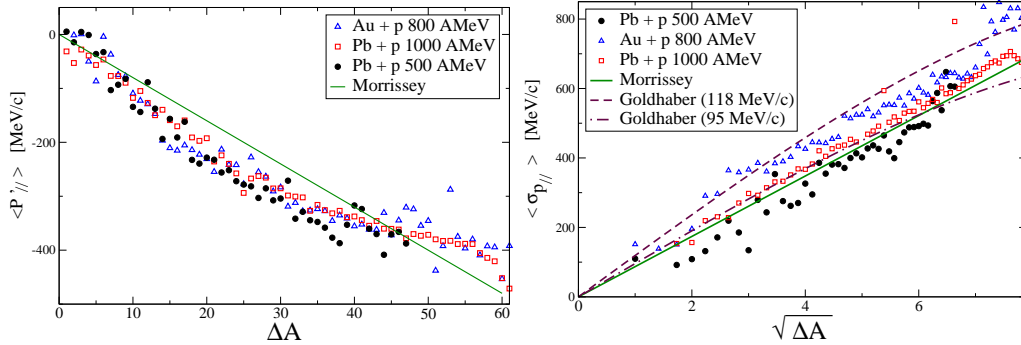 Au + p 800 AMeV
Pb + p 1000 AMeV
Pb + p 500 AMeV
Morrissey
0
-200
-400
<P'//> [MeV/c]
0 10 20 30 40 50 60
ΔA
Pb + p 500 AMeV
Au + p 800 AMeV
Pb + p 1000 AMeV
Morrissey
Goldhaber (118 MeV/c)
Goldhaber (95 MeV/c)
800
600
400
200
0
<σp//> [MeV/c]
0 2 4 6
√ΔA